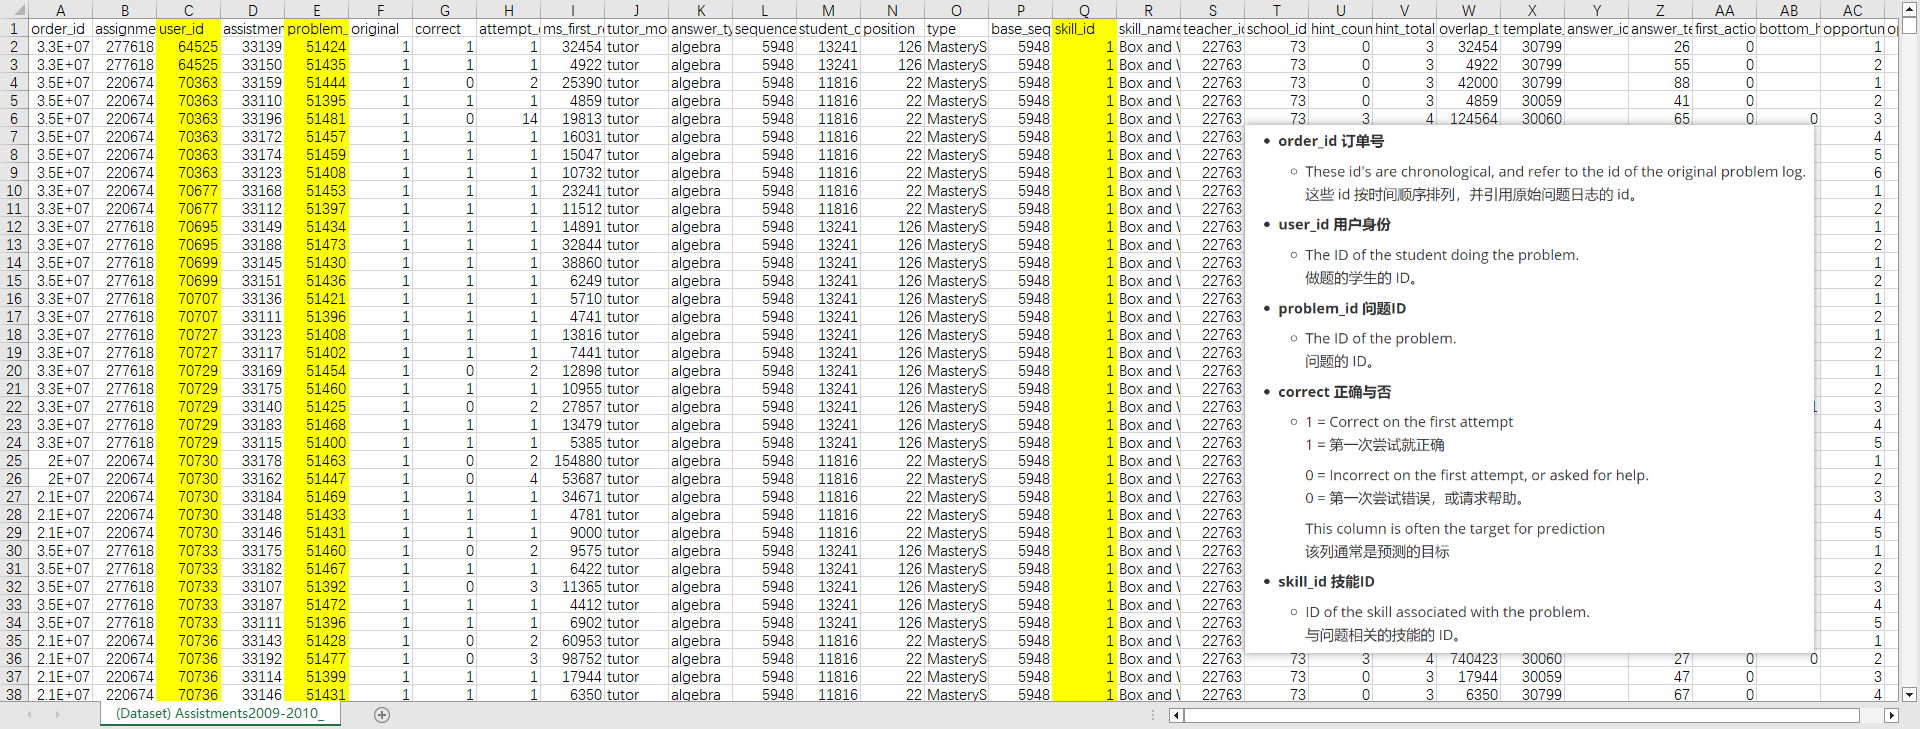 A B C D E F G H I J K L M N O P Q R S T U V W X Y Z AA AB AC
1 order_id assignme user_id assistmen problem_ original correct attempt_ ms_first_re tutor_mo answer_ty sequence student_c position type base_seq skill_id skill_name teacher_id school_id hint_coun hint_total overlap_t template_ answer_id answer_te first_actio bottom_h opportun op
2 3.3E+07 277618 64525 33139 51424 1 1 1 32454 tutor algebra 5948 13241 126 MasteryS 5948 1 Box and 22763 73 0 3 32454 30799 26 0 1
3 3.3E+07 277618 64525 33150 51435 1 1 1 4922 tutor algebra 5948 13241 126 MasteryS 5948 1 Box and 22763 73 0 3 4922 30799 55 0 2
4 3.5E+07 220674 70363 33159 51444 1 0 2 25390 tutor algebra 5948 11816 22 MasteryS 5948 1 Box and 22763 73 0 3 42000 30799 88 0 1
5 3.5E+07 220674 70363 33110 51395 1 1 1 4859 tutor algebra 5948 11816 22 MasteryS 5948 1 Box and 22763 73 0 3 4859 30059 41 0 2
6 3.5E+07 220674 70363 33196 51481 1 0 14 19813 tutor algebra 5948 11816 22 MasteryS 5948 1 Box and 22763 73 3 4 124564 30060 65 0 0 3
7 3.5E+07 220674 70363 33172 51457 1 1 1 16031 tutor algebra 5948 11816 22 MasteryS 5948 1 Box and 22763 4
8 3.5E+07 220674 70363 33174 51459 1 1 1 15047 tutor algebra 5948 11816 22 MasteryS 5948 1 Box and 22763 5
9 3.5E+07 220674 70363 33123 51408 1 1 1 10732 tutor algebra 5948 11816 22 MasteryS 5948 1 Box and 22763 6
10 3.3E+07 220674 70677 33168 51453 1 1 1 23241 tutor algebra 5948 11816 22 MasteryS 5948 1 Box and 22763 1
11 3.3E+07 220674 70677 33112 51397 1 1 1 11512 tutor algebra 5948 11816 22 MasteryS 5948 1 Box and 22763 2
12 3.3E+07 277618 70695 33149 51434 1 1 1 14891 tutor algebra 5948 13241 126 MasteryS 5948 1 Box and 22763 1
13 3.3E+07 277618 70695 33188 51473 1 1 1 32844 tutor algebra 5948 13241 126 MasteryS 5948 1 Box and 22763 2
14 3.3E+07 277618 70699 33145 51430 1 1 1 38860 tutor algebra 5948 13241 126 MasteryS 5948 1 Box and 22763 1
15 3.3E+07 277618 70699 33151 51436 1 1 1 6249 tutor algebra 5948 13241 126 MasteryS 5948 1 Box and 22763 2
16 3.3E+07 277618 70707 33136 51421 1 1 1 5710 tutor algebra 5948 13241 126 MasteryS 5948 1 Box and 22763 1
17 3.3E+07 277618 70707 33111 51396 1 1 1 4741 tutor algebra 5948 13241 126 MasteryS 5948 1 Box and 22763 2
18 3.3E+07 277618 70727 33123 51408 1 1 1 13816 tutor algebra 5948 13241 126 MasteryS 5948 1 Box and 22763 1
19 3.3E+07 277618 70727 33117 51402 1 1 1 7441 tutor algebra 5948 13241 126 MasteryS 5948 1 Box and 22763 2
20 3.3E+07 277618 70729 33169 51454 1 0 2 12898 tutor algebra 5948 13241 126 MasteryS 5948 1 Box and 22763 1
21 3.3E+07 277618 70729 33175 51460 1 1 1 10955 tutor algebra 5948 13241 126 MasteryS 5948 1 Box and 22763 2
22 3.3E+07 277618 70729 33140 51425 1 0 2 27857 tutor algebra 5948 13241 126 MasteryS 5948 1 Box and 22763 3
23 3.3E+07 277618 70729 33183 51468 1 1 1 13479 tutor algebra 5948 13241 126 MasteryS 5948 1 Box and 22763 4
24 3.3E+07 277618 70729 33115 51400 1 1 1 5385 tutor algebra 5948 13241 126 MasteryS 5948 1 Box and 22763 5
25 2E+07 220674 70730 33178 51463 1 0 2 154880 tutor algebra 5948 11816 22 MasteryS 5948 1 Box and 22763 1
26 2E+07 220674 70730 33162 51447 1 0 4 53687 tutor algebra 5948 11816 22 MasteryS 5948 1 Box and 22763 2
27 2.1E+07 220674 70730 33184 51469 1 1 1 34671 tutor algebra 5948 11816 22 MasteryS 5948 1 Box and 22763 3
28 2.1E+07 220674 70730 33148 51433 1 1 1 4781 tutor algebra 5948 11816 22 MasteryS 5948 1 Box and 22763 4
29 2.1E+07 220674 70730 33146 51431 1 1 1 9000 tutor algebra 5948 11816 22 MasteryS 5948 1 Box and 22763 5
30 3.5E+07 277618 70733 33175 51460 1 0 2 9575 tutor algebra 5948 13241 126 MasteryS 5948 1 Box and 22763 1
31 3.5E+07 277618 70733 33182 51467 1 1 1 6422 tutor algebra 5948 13241 126 MasteryS 5948 1 Box and 22763 2
32 3.5E+07 277618 70733 33107 51392 1 0 3 11365 tutor algebra 5948 13241 126 MasteryS 5948 1 Box and 22763 3
33 3.5E+07 277618 70733 33187 51472 1 1 1 4412 tutor algebra 5948 13241 126 MasteryS 5948 1 Box and 22763 4
34 3.5E+07 277618 70733 33111 51396 1 1 1 6902 tutor algebra 5948 13241 126 MasteryS 5948 1 Box and 22763 5
35 2.1E+07 220674 70736 33143 51428 1 0 2 60953 tutor algebra 5948 11816 22 MasteryS 5948 1 Box and 22763 1
36 2.1E+07 220674 70736 33192 51477 1 0 3 98752 tutor algebra 5948 11816 22 MasteryS 5948 1 Box and 22763 73 3 4 740423 30060 27 0 0 2
37 2.1E+07 220674 70736 33114 51399 1 1 1 17944 tutor algebra 5948 11816 22 MasteryS 5948 1 Box and 22763 73 0 3 17944 30059 47 0 3
38 2.1E+07 220674 70736 33146 51431 1 1 1 6350 tutor algebra 5948 11816 22 MasteryS 5948 1 Box and 22763 73 0 3 6350 30799 67 0 4
order_id 订单号
These id's are chronological, and refer to the id of the original problem log.
这些 id 按时间顺序排列，并引用原始问题日志的 id。
user_id 用户身份
The ID of the student doing the problem.
做题的学生的 ID。
problem_id 问题ID
The ID of the problem.
问题的 ID。
correct 正确与否
1 = Correct on the first attempt
1 = 第一次尝试就正确
0 = Incorrect on the first attempt, or asked for help.
0 = 第一次尝试错误，或请求帮助。
This column is often the target for prediction
该列通常是预测的目标
skill_id 技能ID
ID of the skill associated with the problem.
与问题相关的技能的 ID。
(Dataset) Assistments2009-2010_